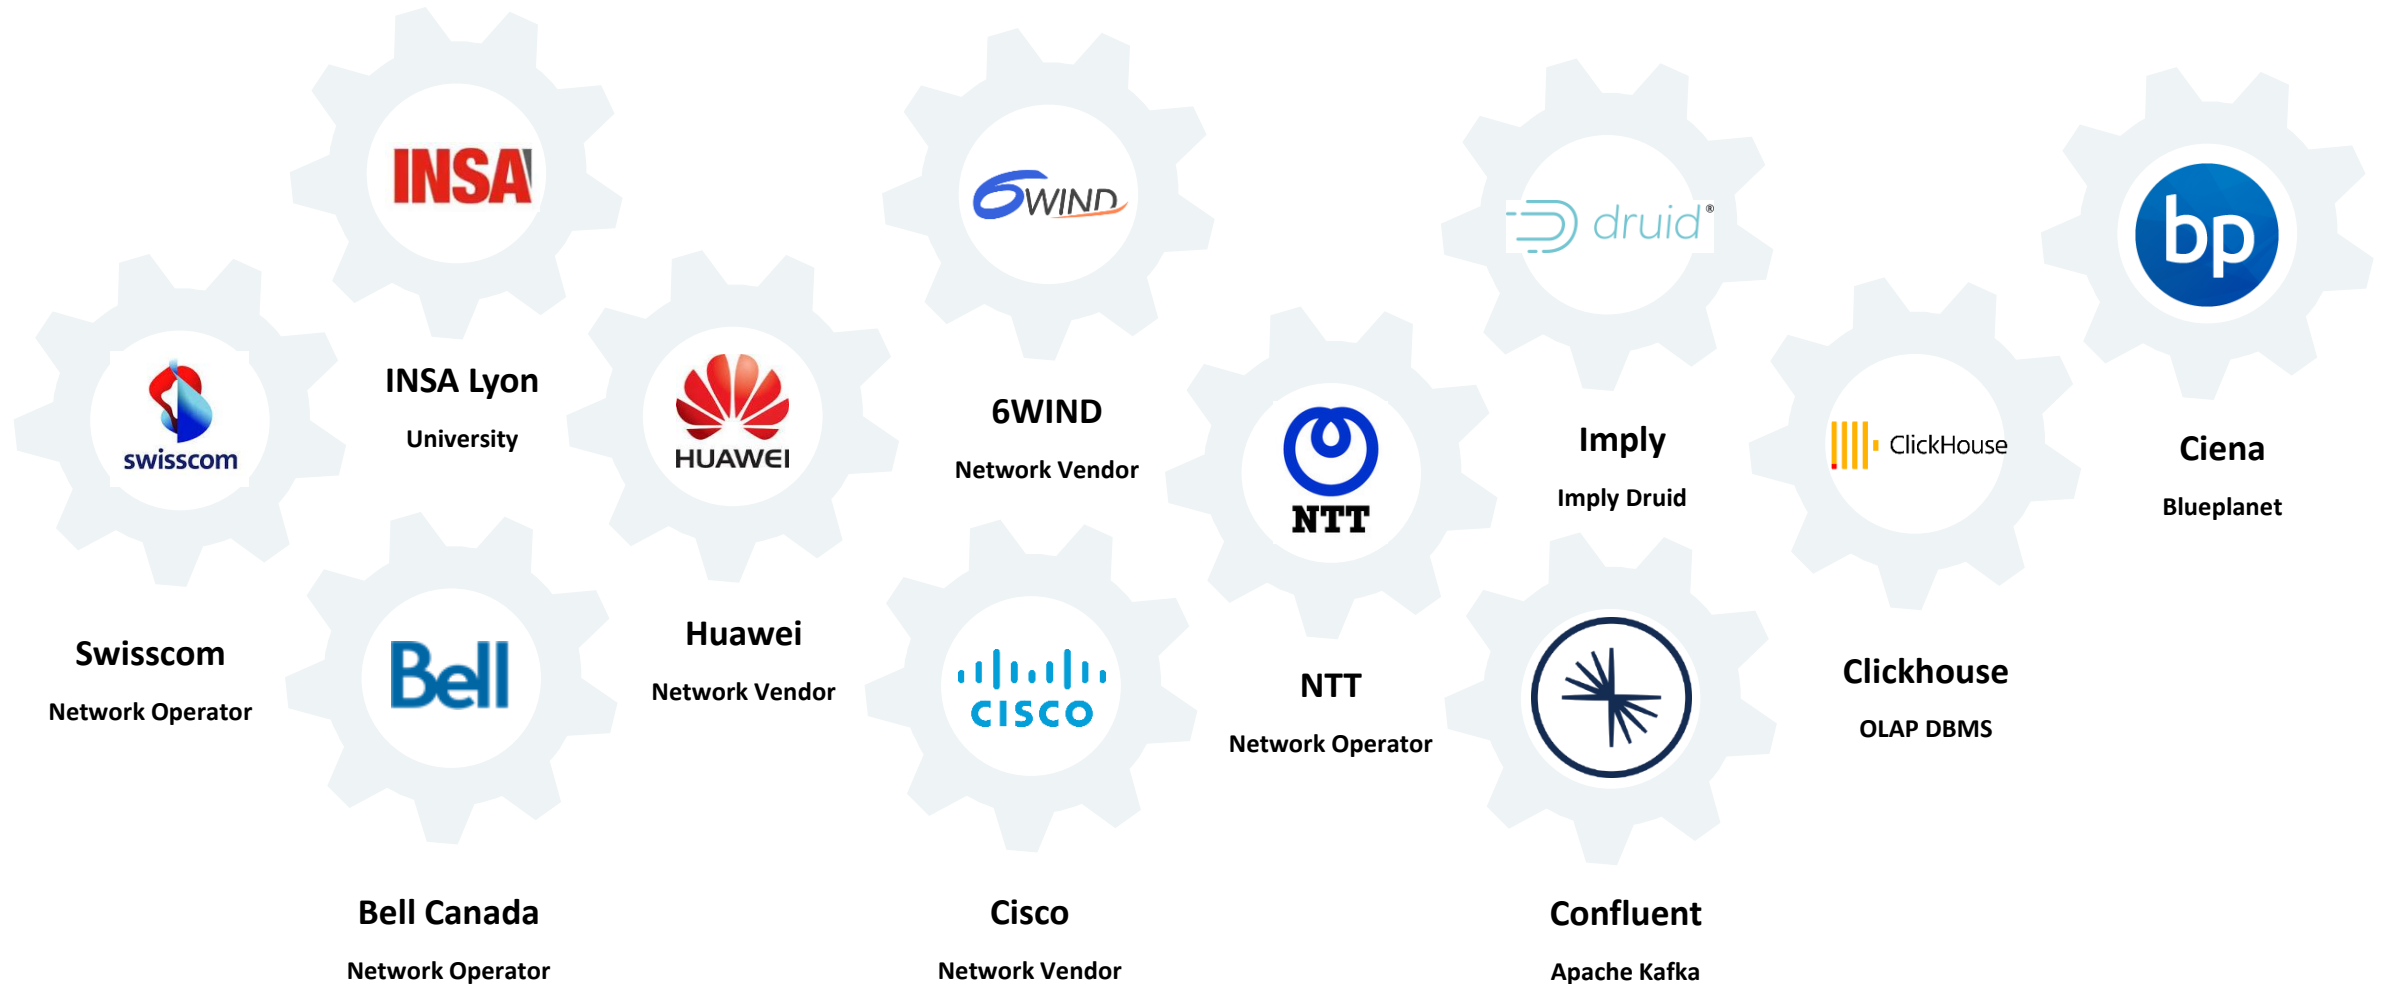 INSA
INSA Lyon
University
swisscom
Swisscom
Network Operator
Bell
Bell Canada
Network Operator
HUAWEI
Huawei
Network Vendor
6WIND
6WIND
Network Vendor
CISCO
Cisco
Network Vendor
NTT
NTT
Network Operator
druid®
Imply
Imply Druid
Confluent
Apache Kafka
ClickHouse
Clickhouse
OLAP DBMS
bp
Ciena
Blueplanet